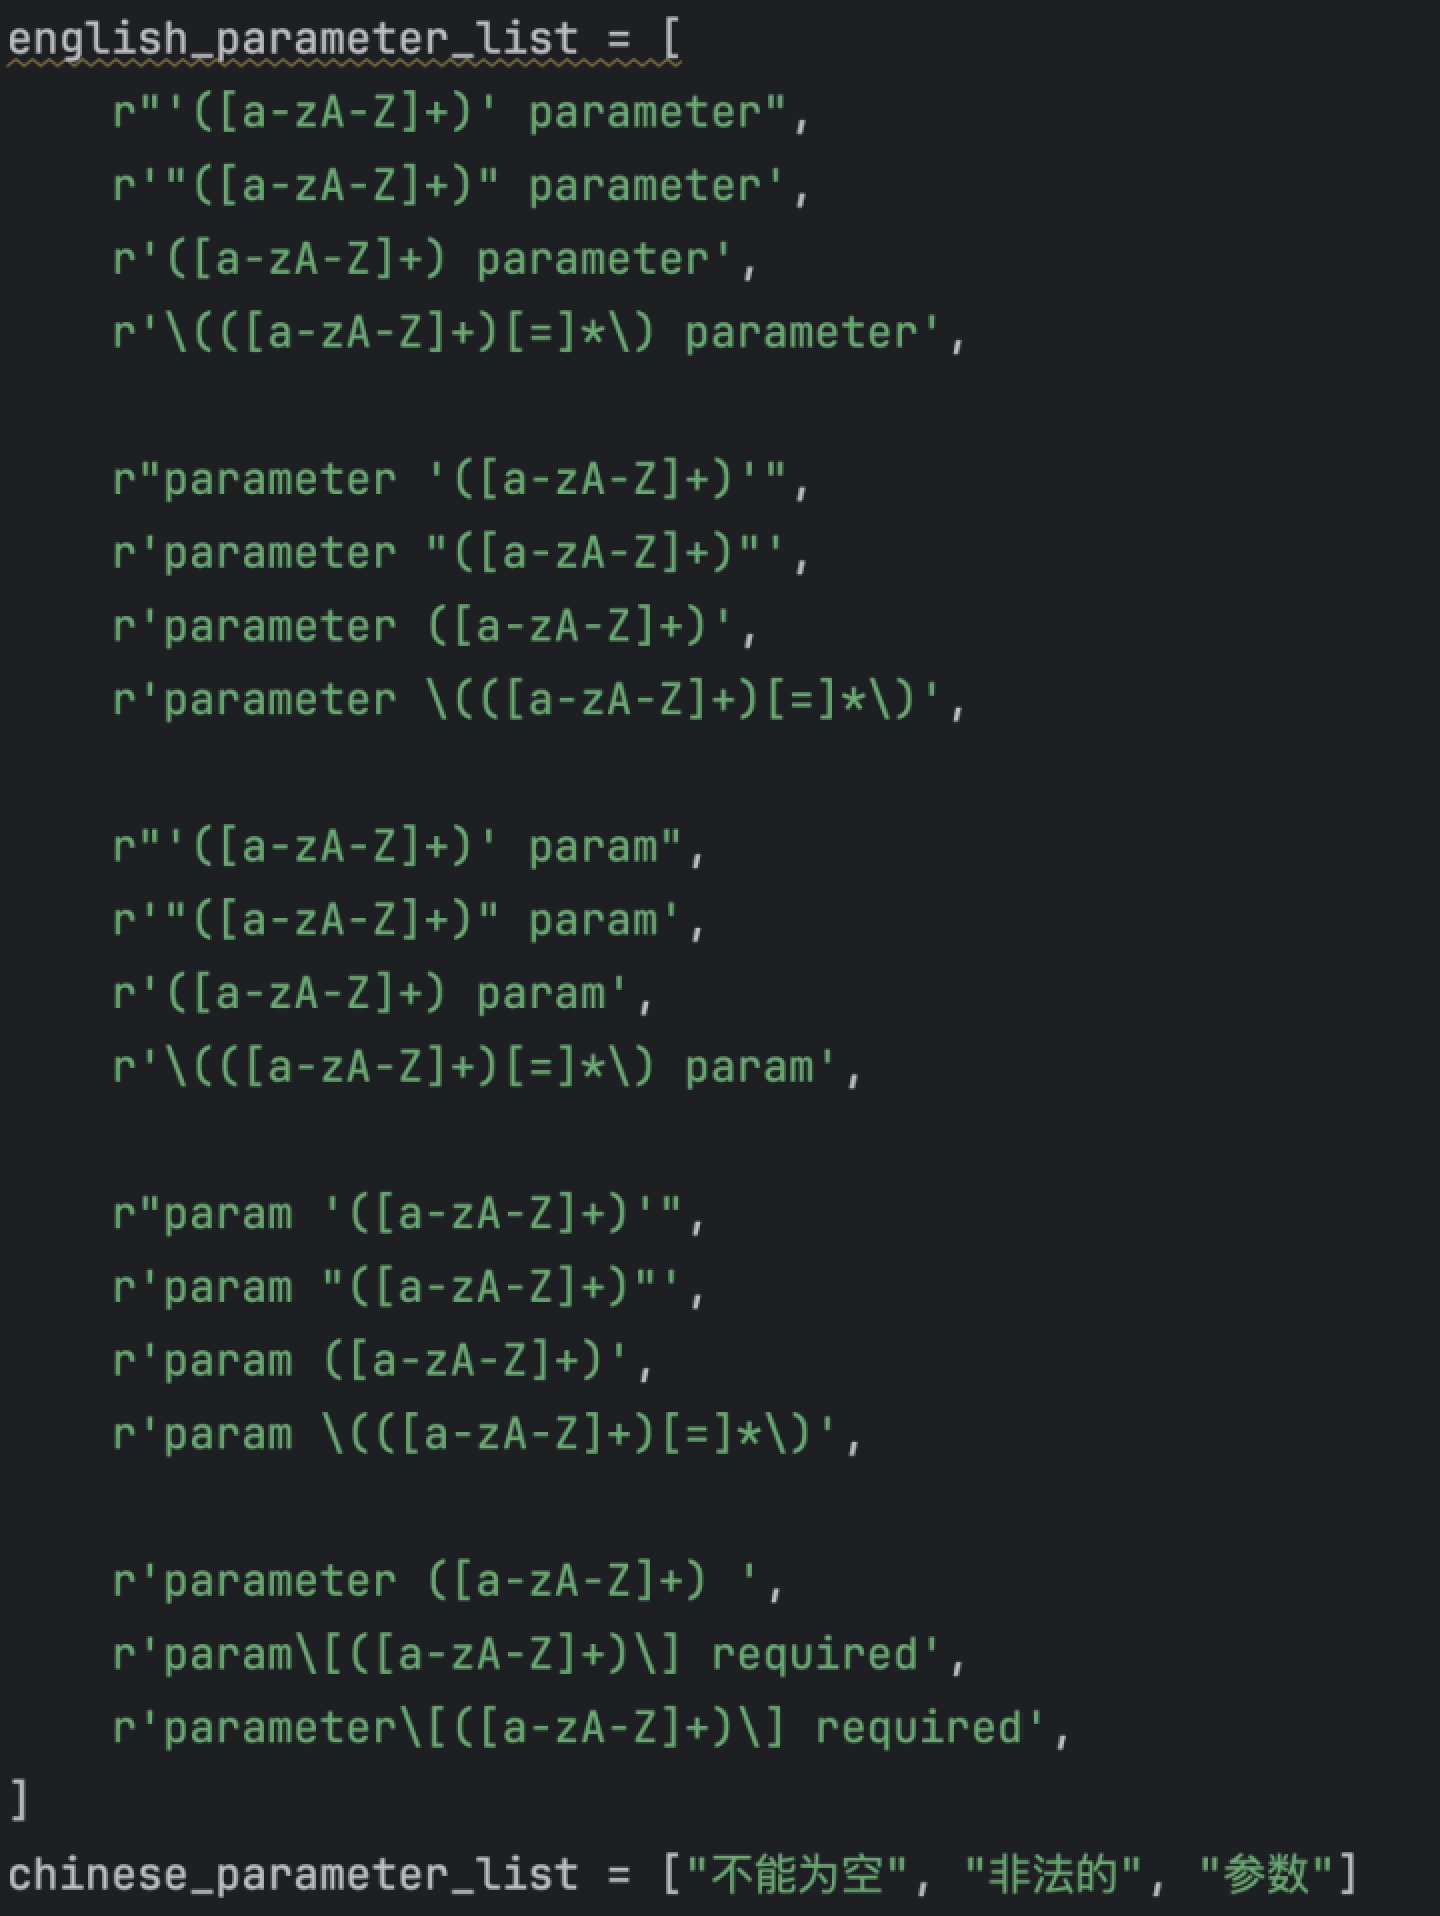 english_parameter_list = [
    r"'([a-zA-Z]+)' parameter",
    r'"([a-zA-Z]+)" parameter',
    r'([a-zA-Z]+) parameter',
    r'\(([a-zA-Z]+)[=]*\) parameter',

    r"parameter '([a-zA-Z]+)'",
    r'parameter "([a-zA-Z]+)"',
    r'parameter ([a-zA-Z]+)',
    r'parameter \(([a-zA-Z]+)[=]*\)',

    r"'([a-zA-Z]+)' param",
    r'"([a-zA-Z]+)" param',
    r'([a-zA-Z]+) param',
    r'\(([a-zA-Z]+)[=]*\) param',

    r"param '([a-zA-Z]+)'",
    r'param "([a-zA-Z]+)"',
    r'param ([a-zA-Z]+)',
    r'param \(([a-zA-Z]+)[=]*\)',

    r'parameter ([a-zA-Z]+) ',
    r'param\[([a-zA-Z]+)\] required',
    r'parameter\[([a-zA-Z]+)\] required',
]
chinese_parameter_list = ["不能为空", "非法的", "参数"]